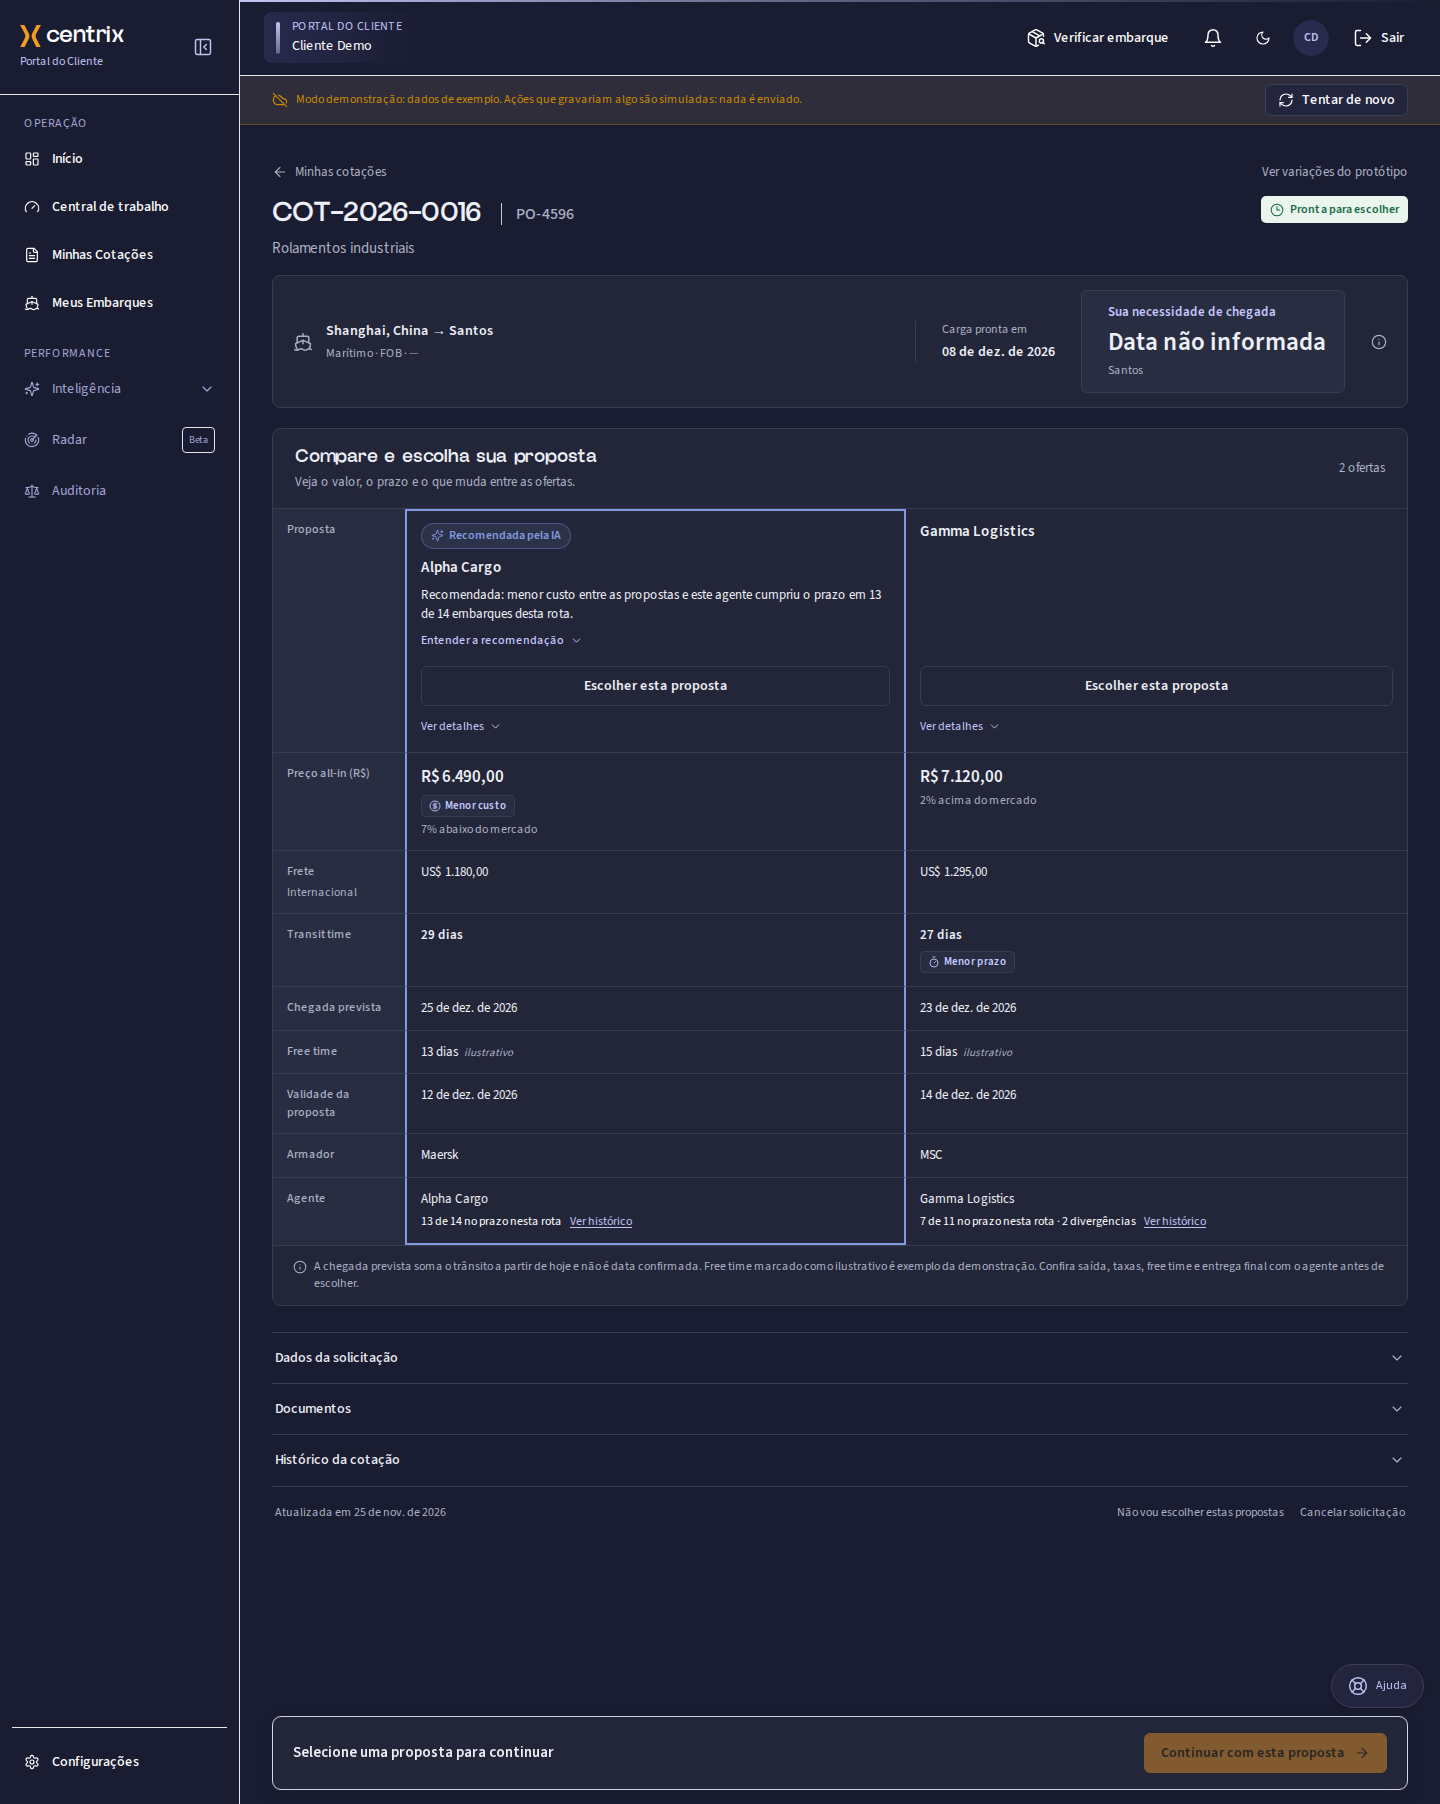 centrix
Portal do Cliente
PORTAL DO CLIENTE
Cliente Demo
Verificar embarque
CD
Sair
Modo demonstração: dados de exemplo. Ações que gravariam algo são simuladas: nada é enviado.
Tentar de novo
OPERAÇÃO
Início
Central de trabalho
Minhas Cotações
Meus Embarques
PERFORMANCE
Inteligência
Radar
Beta
Auditoria
Configurações
Minhas cotações
Ver variações do protótipo
COT-2026-0016
PO-4596
Pronta para escolher
Rolamentos industriais
Shanghai, China → Santos
Marítimo · FOB · —
Carga pronta em
08 de dez. de 2026
Sua necessidade de chegada
Data não informada
Santos
Compare e escolha sua proposta
Veja o valor, o prazo e o que muda entre as ofertas.
2 ofertas
Proposta
Recomendada pela IA
Alpha Cargo
Recomendada: menor custo entre as propostas e este agente cumpriu o prazo em 13
de 14 embarques desta rota.
Entender a recomendação
Escolher esta proposta
Ver detalhes
Gamma Logistics
Escolher esta proposta
Ver detalhes
Preço all-in (R$)
R$ 6.490,00
Menor custo
7% abaixo do mercado
R$ 7.120,00
2% acima do mercado
Frete
Internacional
US$ 1.180,00
US$ 1.295,00
Transit time
29 dias
27 dias
Menor prazo
Chegada prevista
25 de dez. de 2026
23 de dez. de 2026
Free time
13 dias ilustrativo
15 dias ilustrativo
Validade da
proposta
12 de dez. de 2026
14 de dez. de 2026
Armador
Maersk
MSC
Agente
Alpha Cargo
13 de 14 no prazo nesta rota Ver histórico
Gamma Logistics
7 de 11 no prazo nesta rota · 2 divergências Ver histórico
A chegada prevista soma o trânsito a partir de hoje e não é data confirmada. Free time marcado como ilustrativo é exemplo da demonstração. Confira saída, taxas, free time e entrega final com o agente antes de
escolher.
Dados da solicitação
Documentos
Histórico da cotação
Atualizada em 25 de nov. de 2026
Não vou escolher estas propostas
Cancelar solicitação
Ajuda
Selecione uma proposta para continuar
Continuar com esta proposta